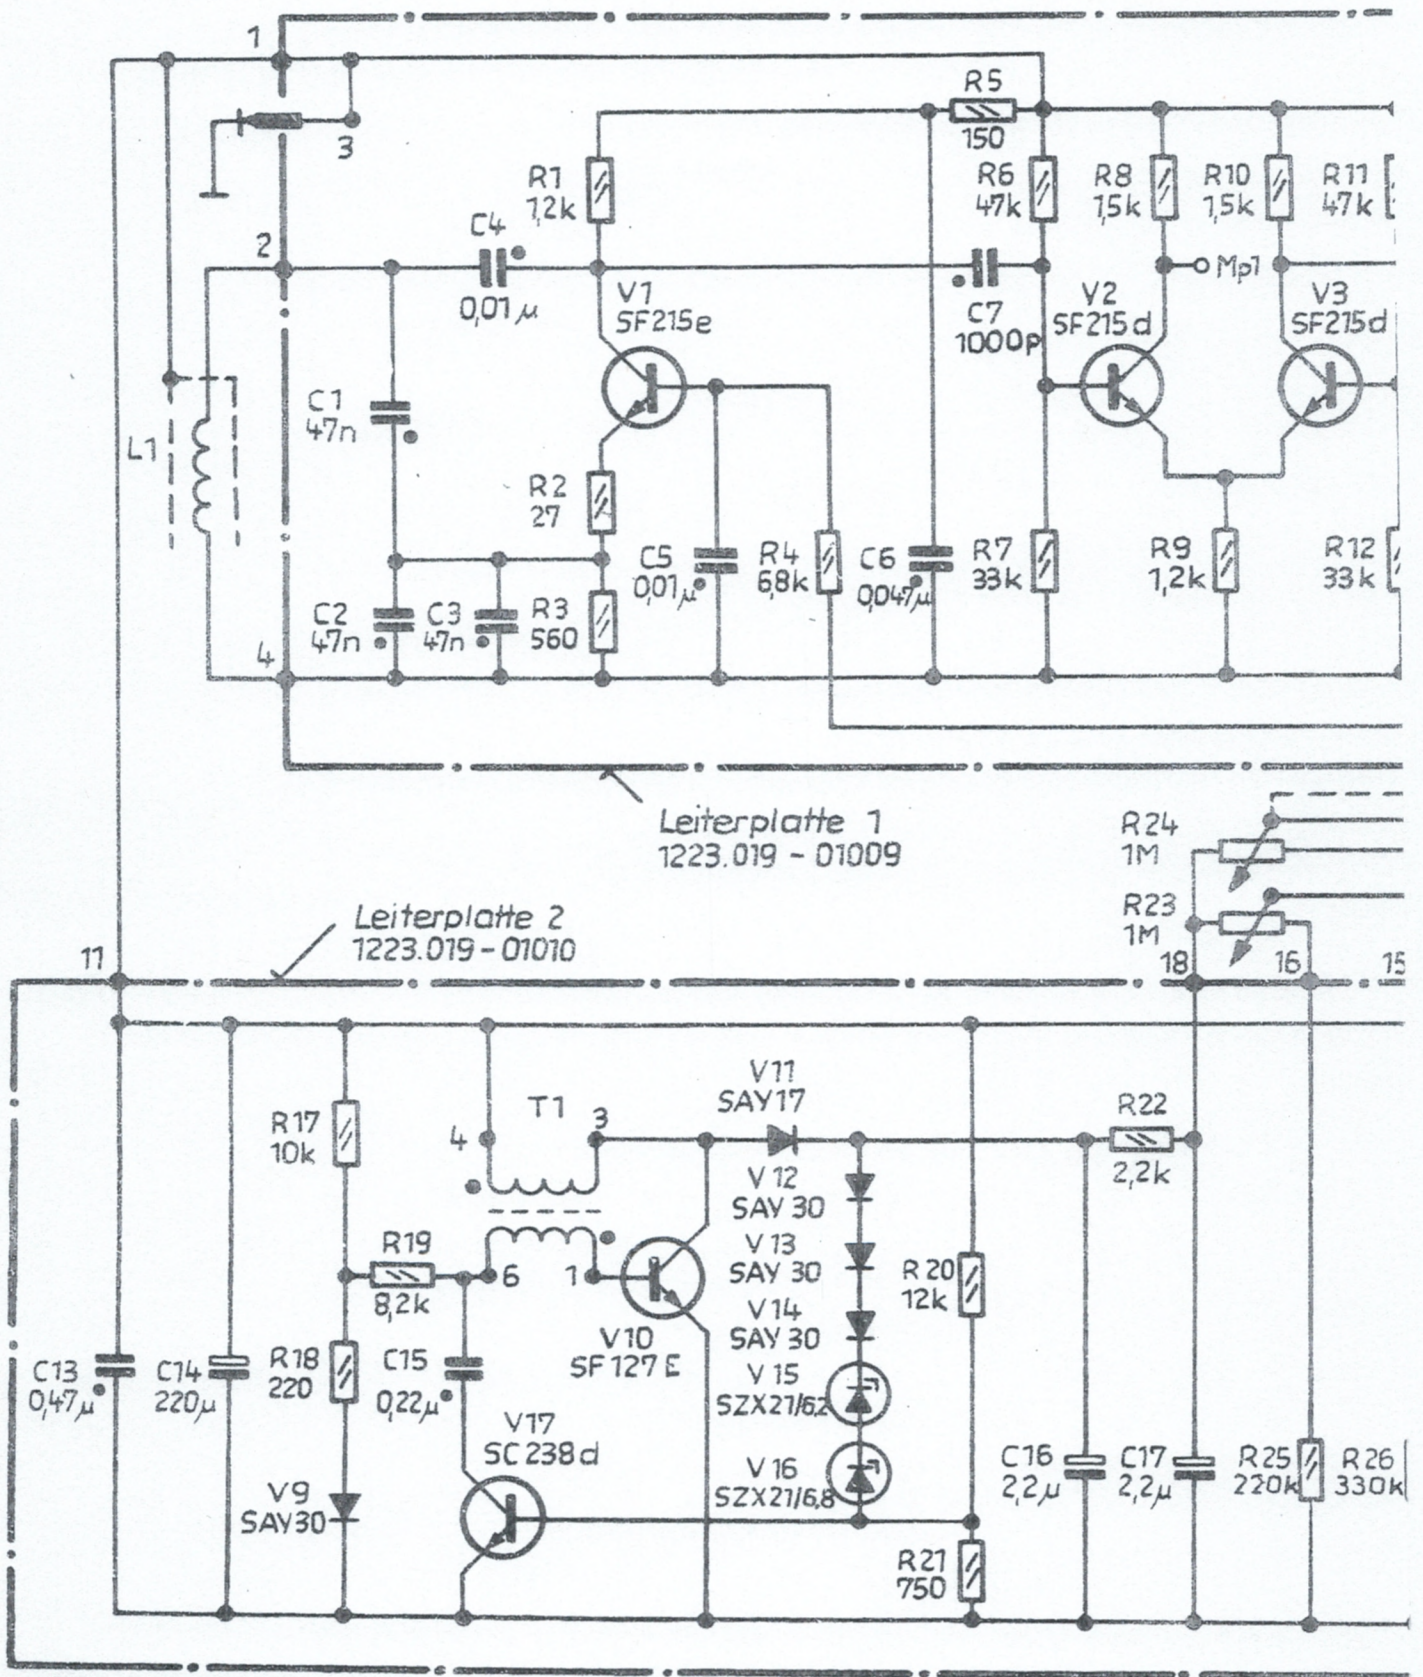 1
3
R5
150
R1
1,2k
R6
47k
R8
1,5k
R10
1,5k
R11
47k
2
C4
0,01µ
V1
SF215e
C7
1000p
V2
SF215d
Mp1
V3
SF215d
L1
C1
47n
R2
27
C5
0,01µ
R4
6,8k
C6
0,047µ
R7
33k
R9
1,2k
R12
33k
C2
47n
C3
47n
R3
560
4
Leiterplatte 1
1223.019 - 01009
R24
1M
R23
1M
Leiterplatte 2
1223.019 - 01010
11
18
16
15
V11
SAY17
R17
10k
T1
4
3
R22
2,2k
V12
SAY 30
R19
8,2k
6
1
V13
SAY 30
R20
12k
V14
SAY 30
V10
SF127E
C13
0,47µ
C14
220µ
R18
220
C15
0,22µ
V15
SZX21/6,2
V17
SC238d
V16
SZX21/6,8
C16
2,2µ
C17
2,2µ
R25
220k
R26
330k
V9
SAY30
R21
750